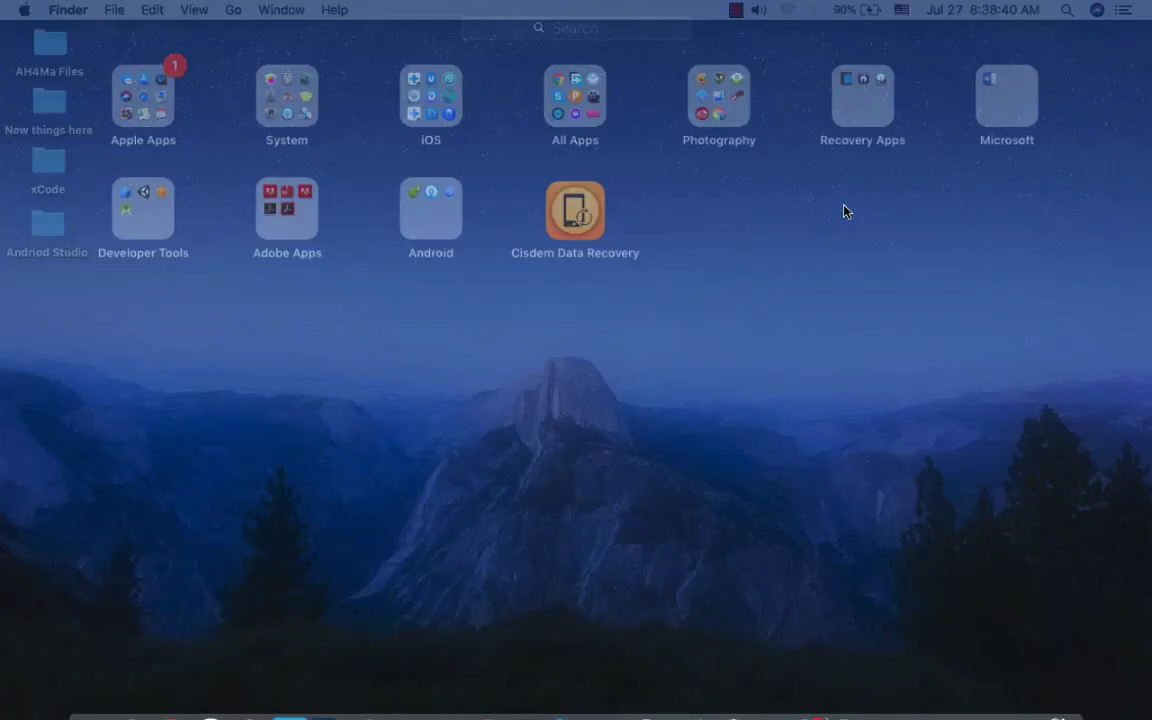 Finder File Edit View Go Window Help 90% Jul 27 8:38:40 AM
Search
AH4Ma Files
1
New things here
Apple Apps System iOS All Apps Photography Recovery Apps Microsoft
xCode
Andriod Studio Developer Tools Adobe Apps Android Cisdem Data Recovery